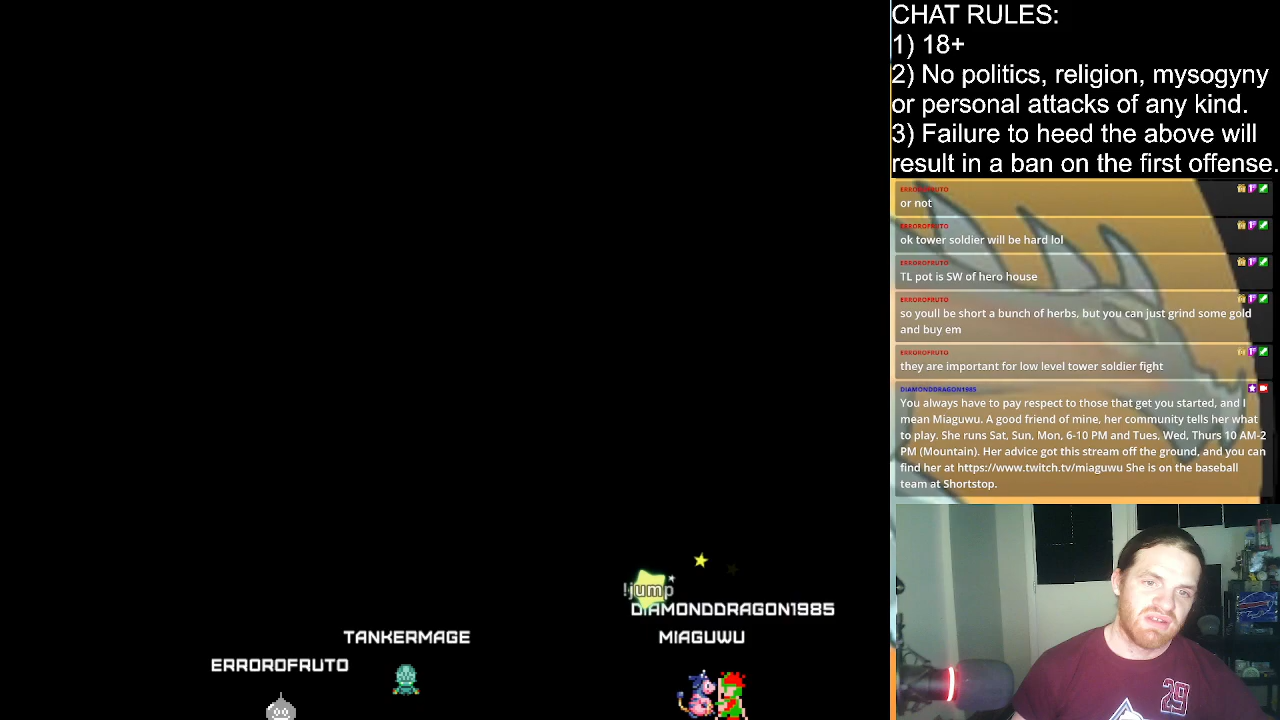 CHAT RULES:
1) 18+
2) No politics, religion, mysogyny
or personal attacks of any kind.
3) Failure to heed the above will
result in a ban on the first offense.
ERROROFRUTO
or not
ERROROFRUTO
ok tower soldier will be hard lol
ERROROFRUTO
TL pot is SW of hero house
ERROROFRUTO
so youll be short a bunch of herbs, but you can just grind some gold
and buy em
ERROROFRUTO
they are important for low level tower soldier fight
DIAMONDDRAGON1985
You always have to pay respect to those that get you started, and I
mean Miaguwu. A good friend of mine, her community tells her what
to play. She runs Sat, Sun, Mon, 6-10 PM and Tues, Wed, Thurs 10 AM-2
PM (Mountain). Her advice got this stream off the ground, and you can
find her at https://www.twitch.tv/miaguwu She is on the baseball
team at Shortstop.
!jump
DIAMONDDRAGON1985
TANKERMAGE
MIAGUWU
ERROROFRUTO
29